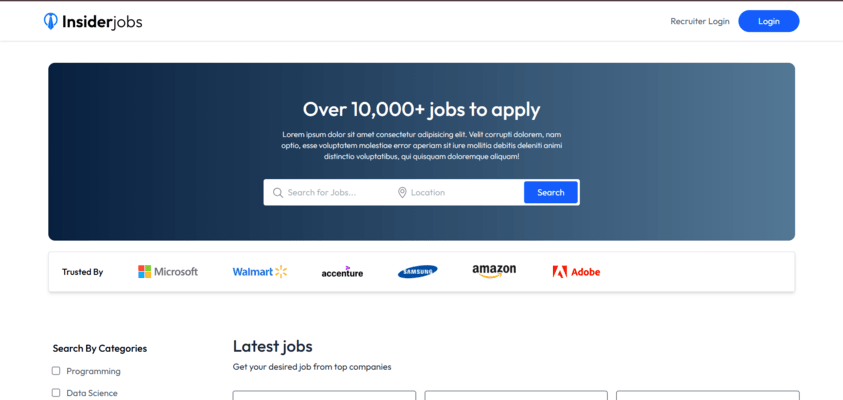 Insiderjobs
Recruiter Login
Login
Over 10,000+ jobs to apply
Lorem ipsum dolor sit amet consectetur adipisicing elit. Velit corrupti dolorem, nam
optio, esse voluptatem molestiae error operiam sit iure mollitia debitis deleniti animi
distinctio voluptatibus, qui quisquam doloremque aliquam!
Search for Jobs...
Location
Search
Trusted By
Microsoft
Walmart
accenture
SAMSUNG
amazon
Adobe
Search By Categories
Programming
Data Science
Latest jobs
Get your desired job from top companies